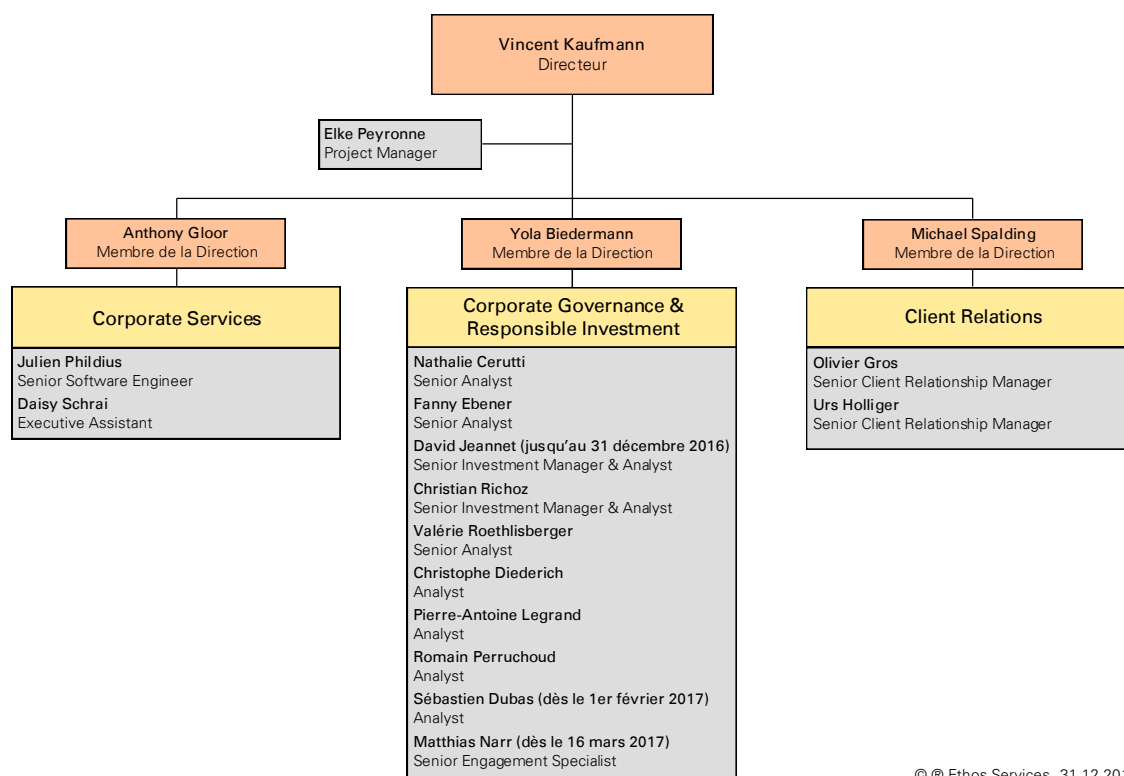 Vincent Kaufmann
Directeur
Elke Peyronne
Project Manager
Anthony Gloor
Membre de la Direction
Yola Biedermann
Membre de la Direction
Michael Spalding
Membre de la Direction
Corporate Services
Julien Phildius
Senior Software Engineer
Daisy Schrai
Executive Assistant
Corporate Governance &
Responsible Investment
Nathalie Cerutti
Senior Analyst
Fanny Ebener
Senior Analyst
David Jeannet (jusqu'au 31 décembre 2016)
Senior Investment Manager & Analyst
Christian Richoz
Senior Investment Manager & Analyst
Valérie Roethlisberger
Senior Analyst
Christophe Diederich
Analyst
Pierre-Antoine Legrand
Analyst
Romain Perruchoud
Analyst
Sébastien Dubas (dès le 1er février 2017)
Analyst
Matthias Narr (dès le 16 mars 2017)
Senior Engagement Specialist
Client Relations
Olivier Gros
Senior Client Relationship Manager
Urs Holliger
Senior Client Relationship Manager
© ® Ethos Services